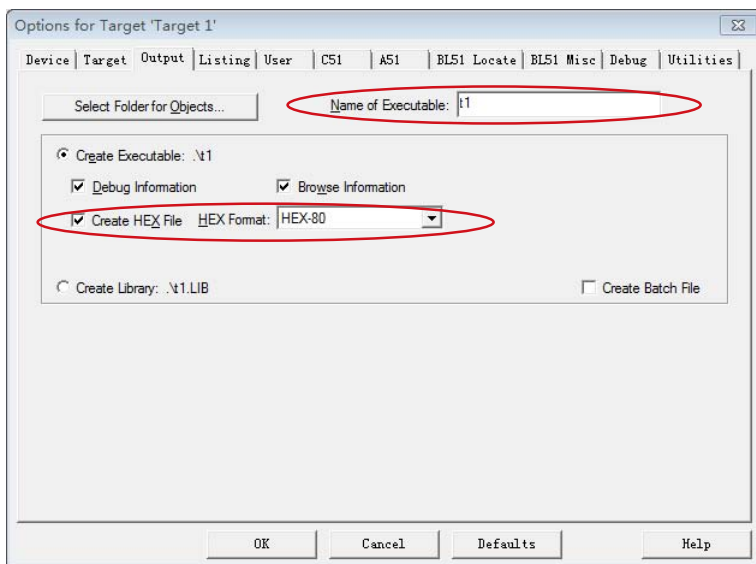 Options for Target 'Target 1'
Device Target Output Listing User C51 A51 BL51 Locate BL51 Misc Debug Utilities
Select Folder for Objects... Name of Executable: t1
Create Executable: .\t1
Debug Information Browse Information
Create HEX File HEX Format: HEX-80
Create Library: .\t1.LIB Create Batch File
OK Cancel Defaults Help